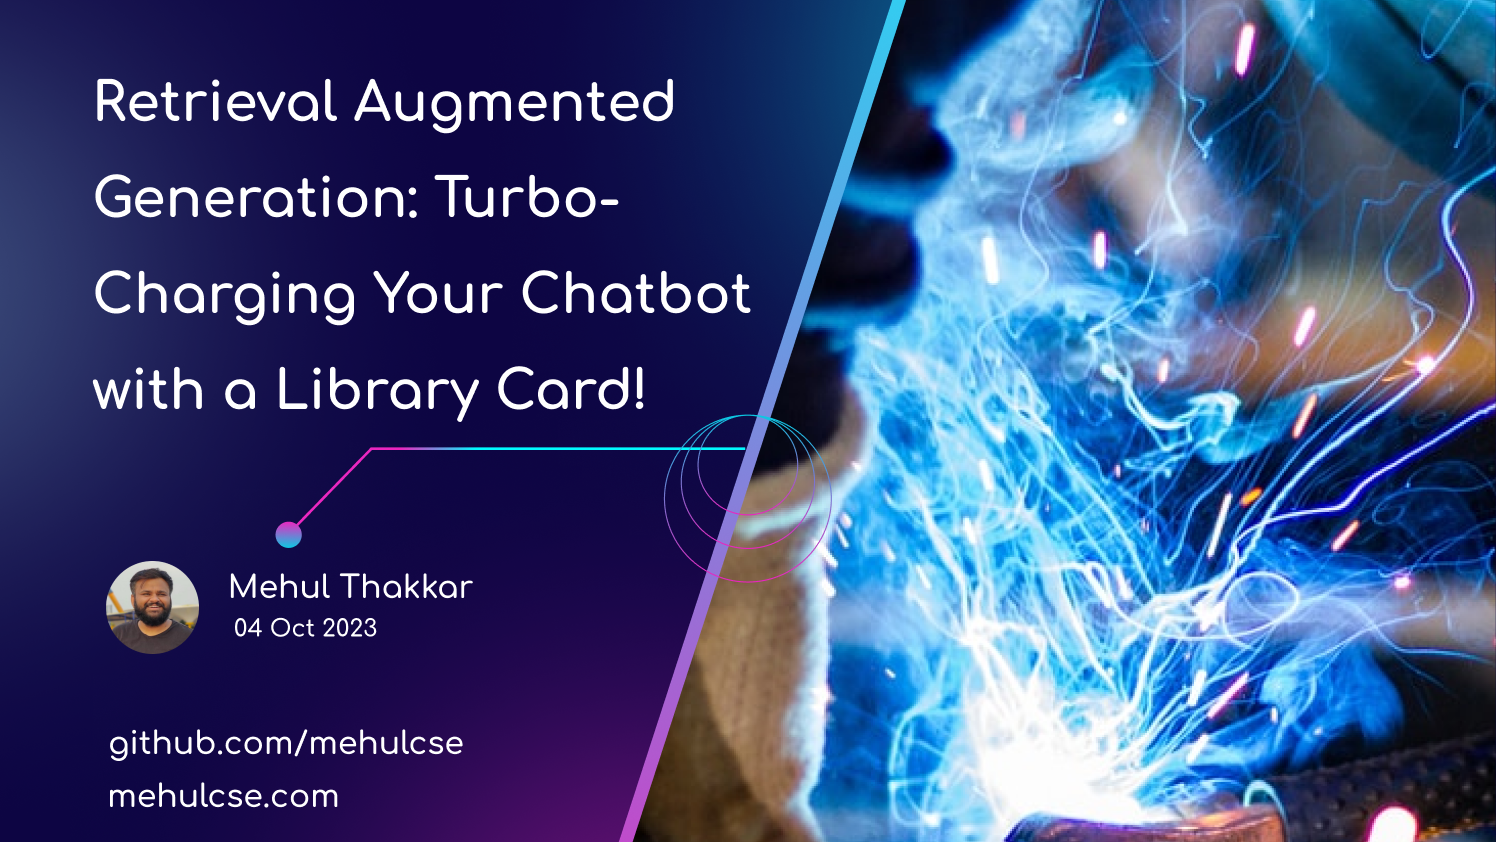 Retrieval Augmented
Generation: Turbo-
Charging Your Chatbot
with a Library Card!
Mehul Thakkar
04 Oct 2023
github.com/mehulcse
mehulcse.com